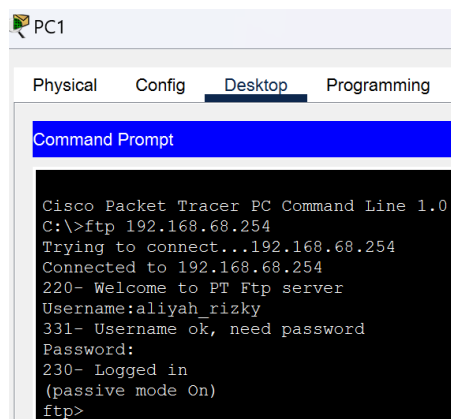 PC1
Physical Config Desktop Programming
Command Prompt
Cisco Packet Tracer PC Command Line 1.0
C:\>ftp 192.168.68.254
Trying to connect...192.168.68.254
Connected to 192.168.68.254
220- Welcome to PT Ftp server
Username:aliyah_rizky
331- Username ok, need password
Password:
230- Logged in
(passive mode On)
ftp>